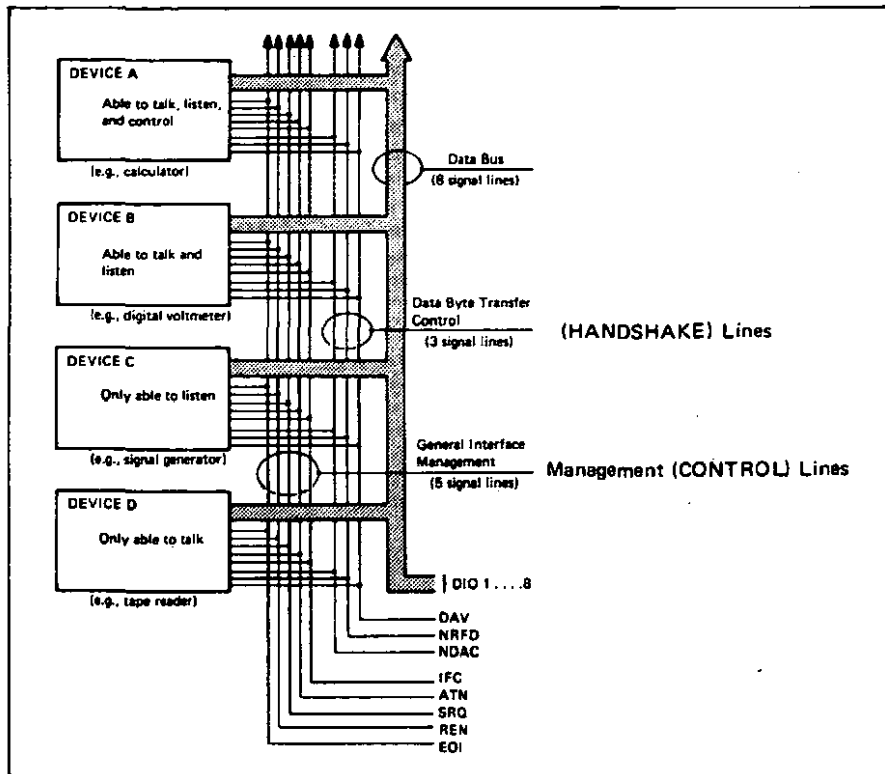 DEVICE A
Able to talk, listen,
and control
(e.g., calculator)
Data Bus
(8 signal lines)
DEVICE B
Able to talk and
listen
(e.g., digital voltmeter)
Data Byte Transfer
Control
(3 signal lines)
(HANDSHAKE) Lines
DEVICE C
Only able to listen
(e.g., signal generator)
General Interface
Management
(5 signal lines)
Management (CONTROL) Lines
DEVICE D
Only able to talk
(e.g., tape reader)
DIO 1 ....8
DAV
NRFD
NDAC
IFC
ATN
SRQ
REN
EOI